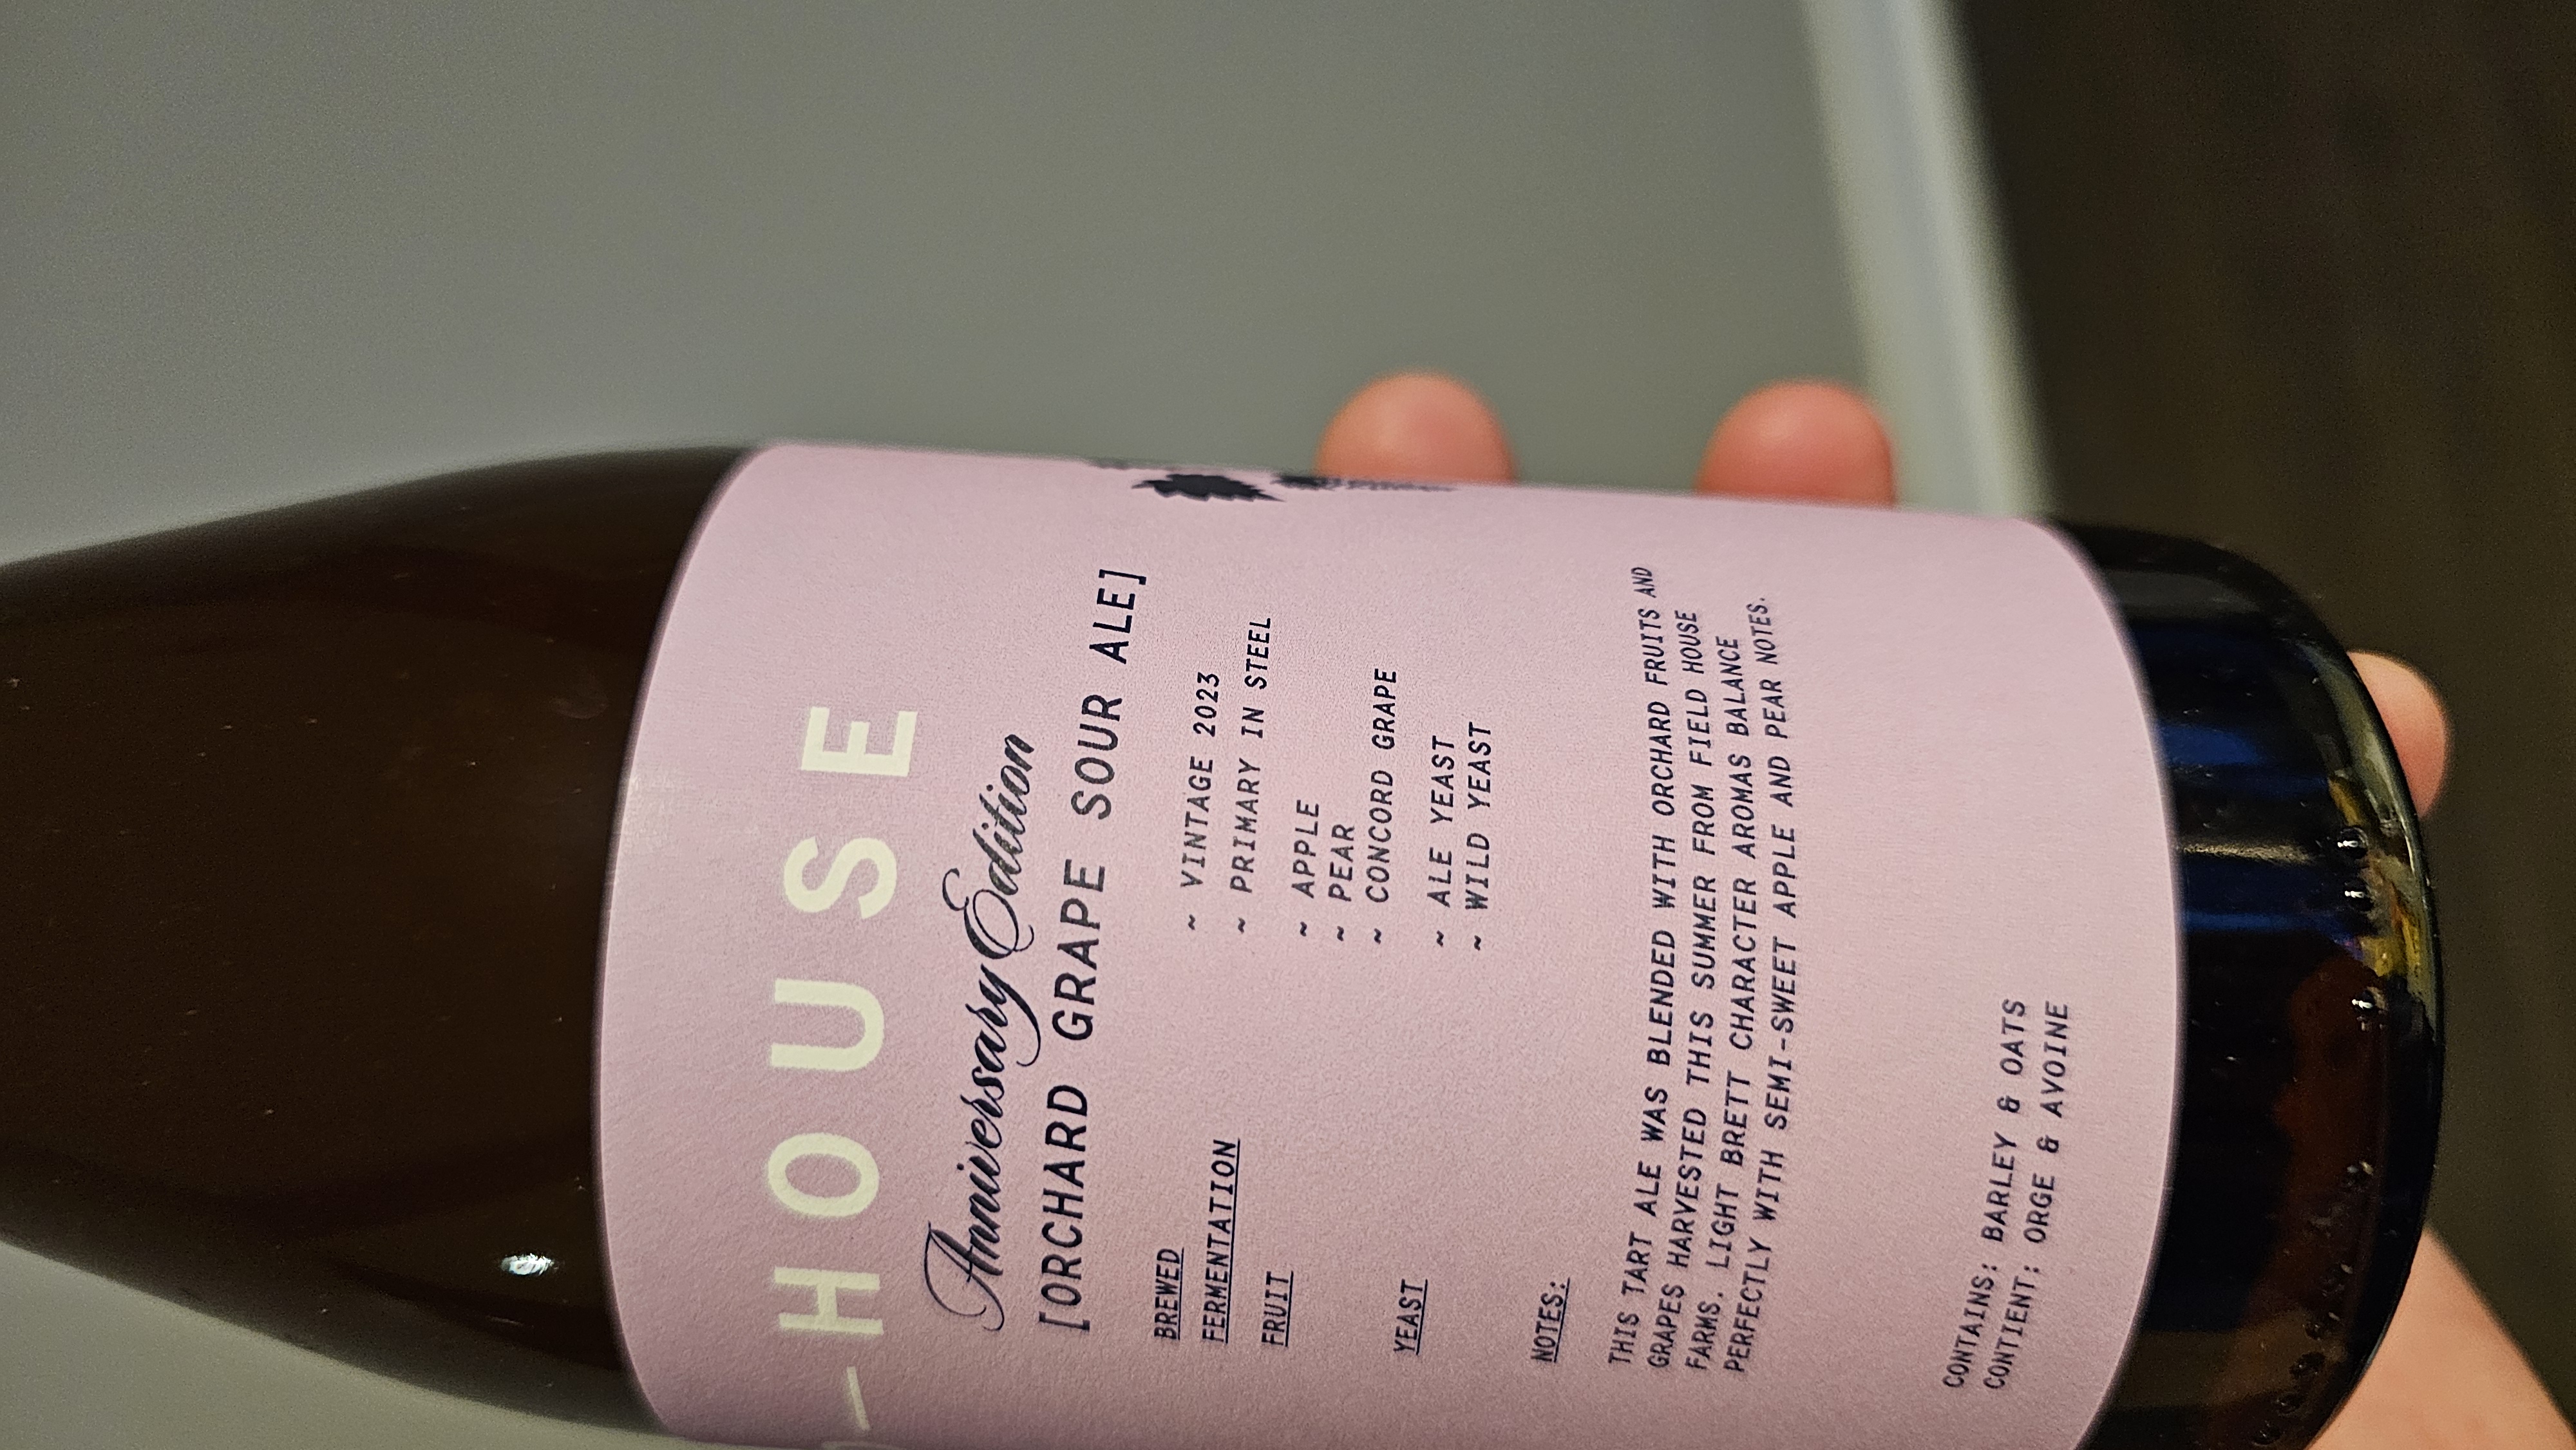 HOUSE
Anniversary Edition
[ORCHARD GRAPE SOUR ALE]
BREWED ~ VINTAGE 2023
FERMENTATION ~ PRIMARY IN STEEL
FRUIT ~ APPLE
~ PEAR
~ CONCORD GRAPE
YEAST ~ ALE YEAST
~ WILD YEAST
NOTES:
THIS TART ALE WAS BLENDED WITH ORCHARD FRUITS AND
GRAPES HARVESTED THIS SUMMER FROM FIELD HOUSE
FARMS. LIGHT BRETT CHARACTER AROMAS BALANCE
PERFECTLY WITH SEMI-SWEET APPLE AND PEAR NOTES.
CONTAINS: BARLEY & OATS
CONTIENT: ORGE & AVOINE